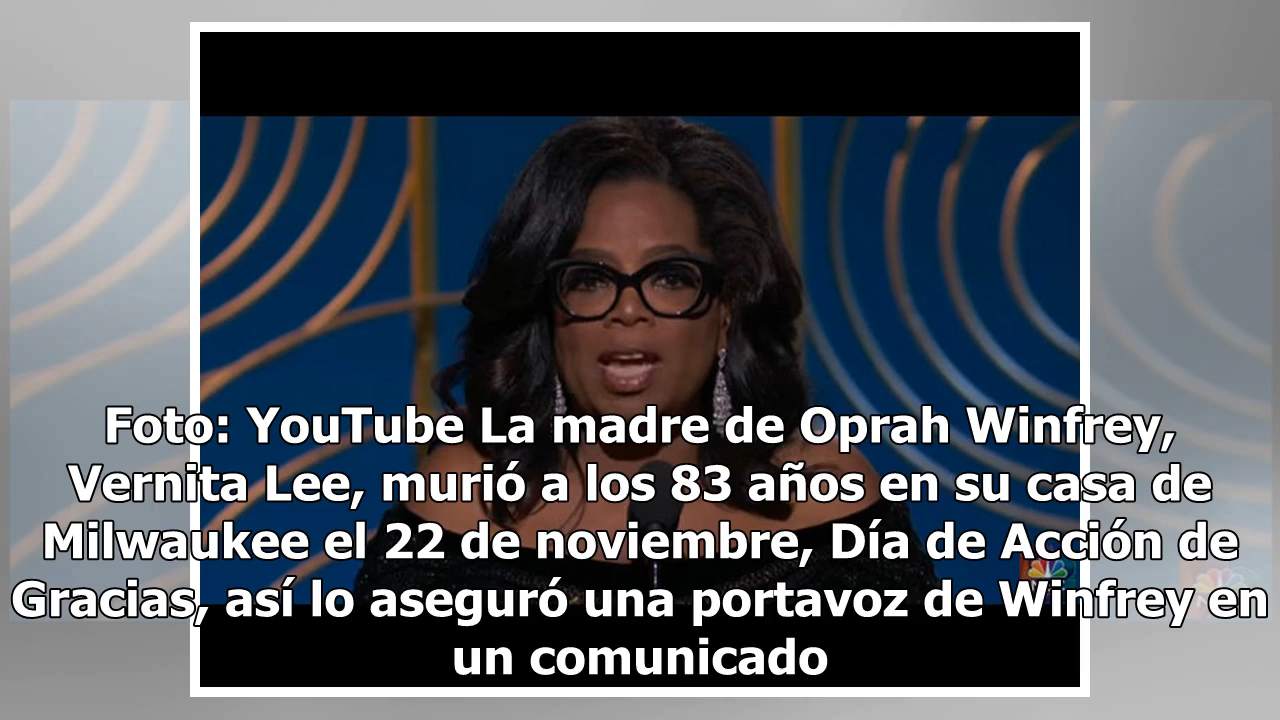 Foto: YouTube La madre de Oprah Winfrey,
Vernita Lee, murió a los 83 años en su casa de
Milwaukee el 22 de noviembre, Día de Acción de
Gracias, así lo aseguró una portavoz de Winfrey en
un comunicado